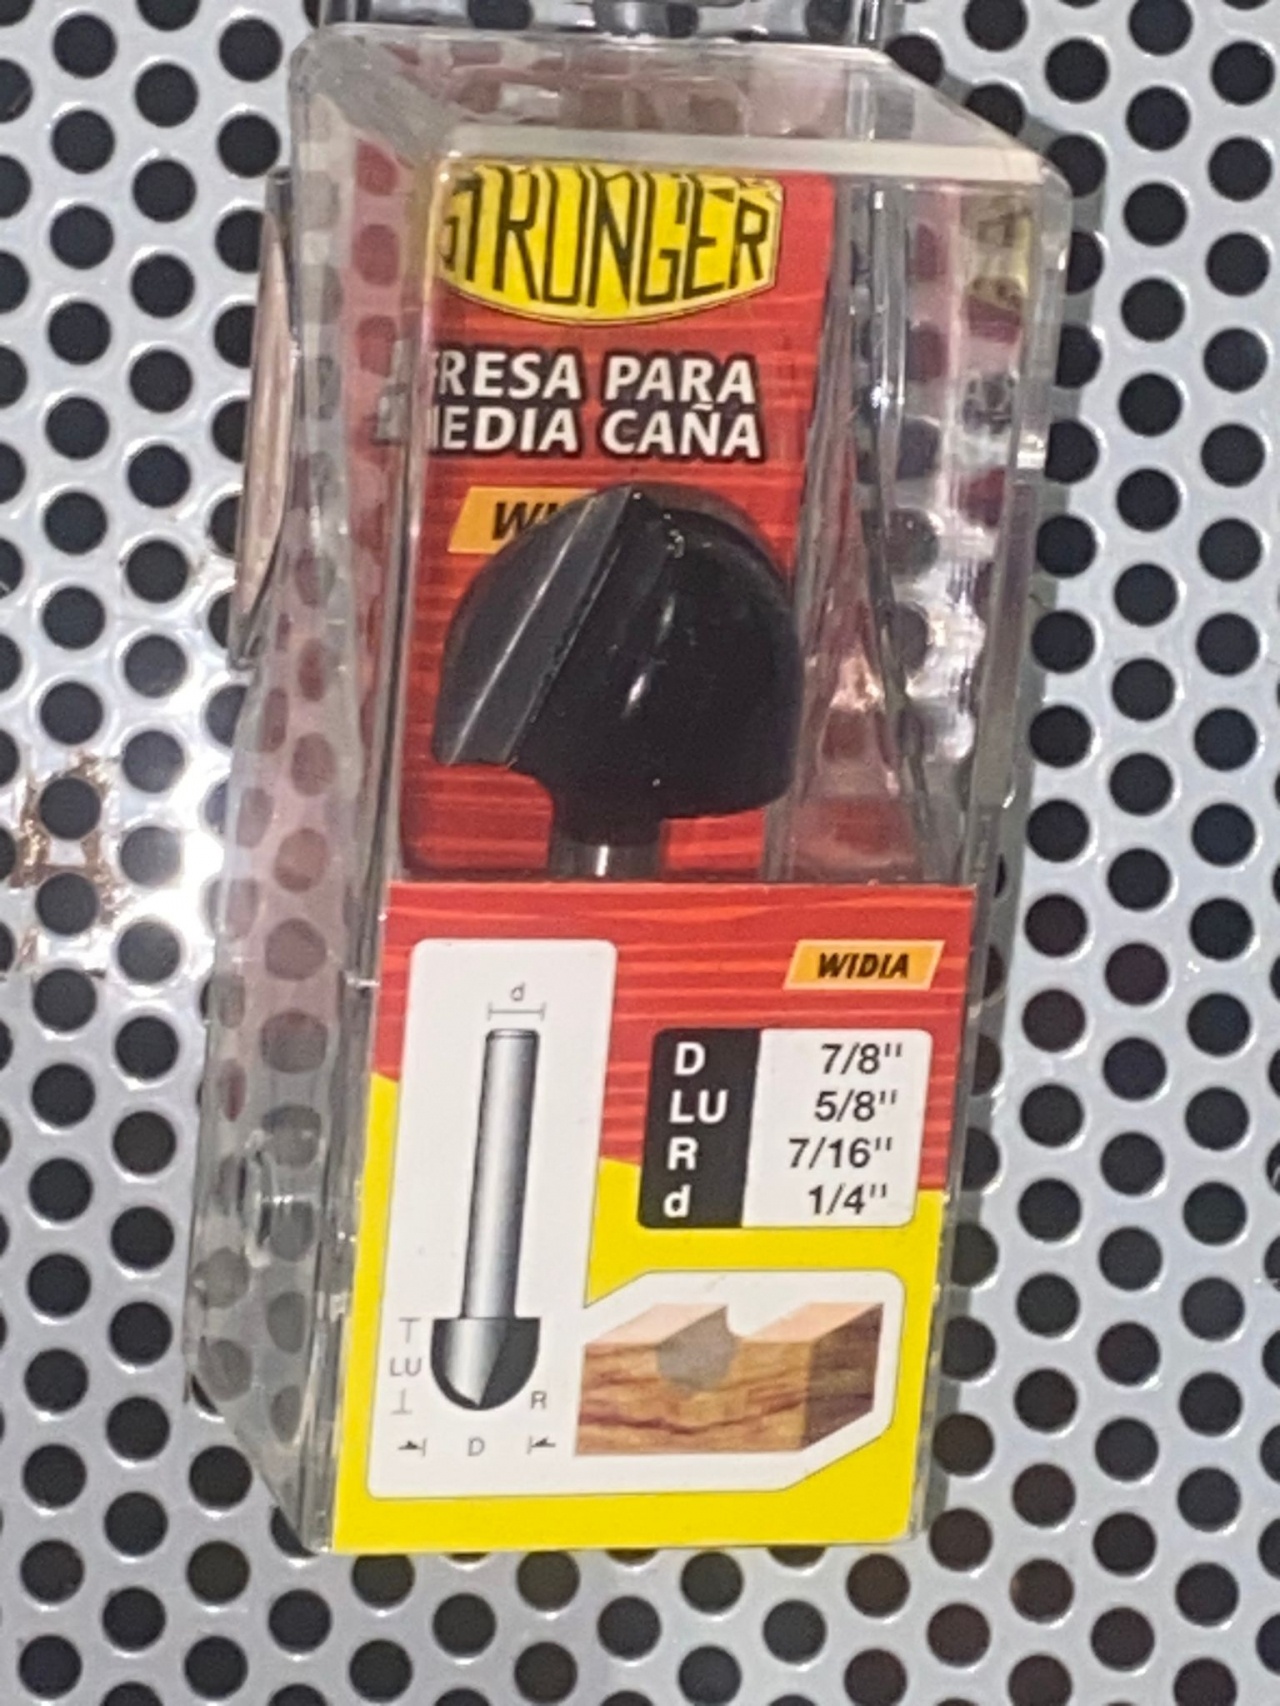 STRONGER
FRESA PARA
MEDIA CAÑA
WIDIA
d
D 7/8"
LU 5/8"
R 7/16"
d 1/4"
LU
R
D